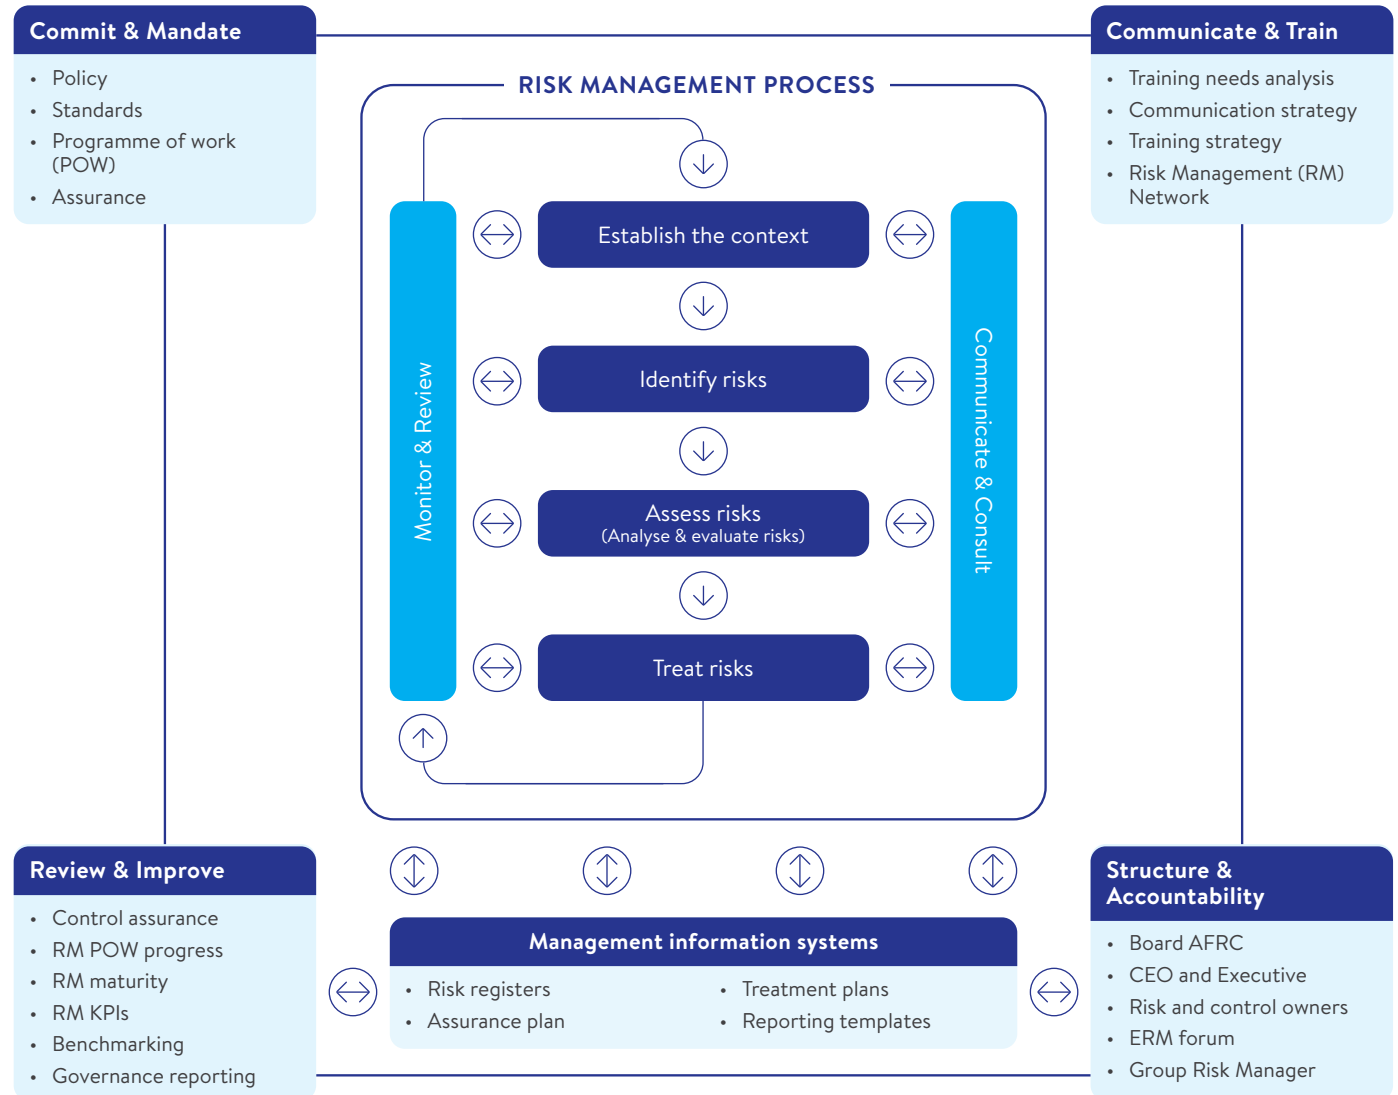 Commit & Mandate
• Policy
• Standards
• Programme of work
(POW)
• Assurance
Communicate & Train
• Training needs analysis
• Communication strategy
• Training strategy
• Risk Management (RM)
Network
RISK MANAGEMENT PROCESS
Monitor & Review
Establish the context
Identify risks
Assess risks
(Analyse & evaluate risks)
Treat risks
Communicate & Consult
Review & Improve
• Control assurance
• RM POW progress
• RM maturity
• RM KPIs
• Benchmarking
• Governance reporting
Management information systems
• Risk registers
• Assurance plan
• Treatment plans
• Reporting templates
Structure &
Accountability
• Board AFRC
• CEO and Executive
• Risk and control owners
• ERM forum
• Group Risk Manager